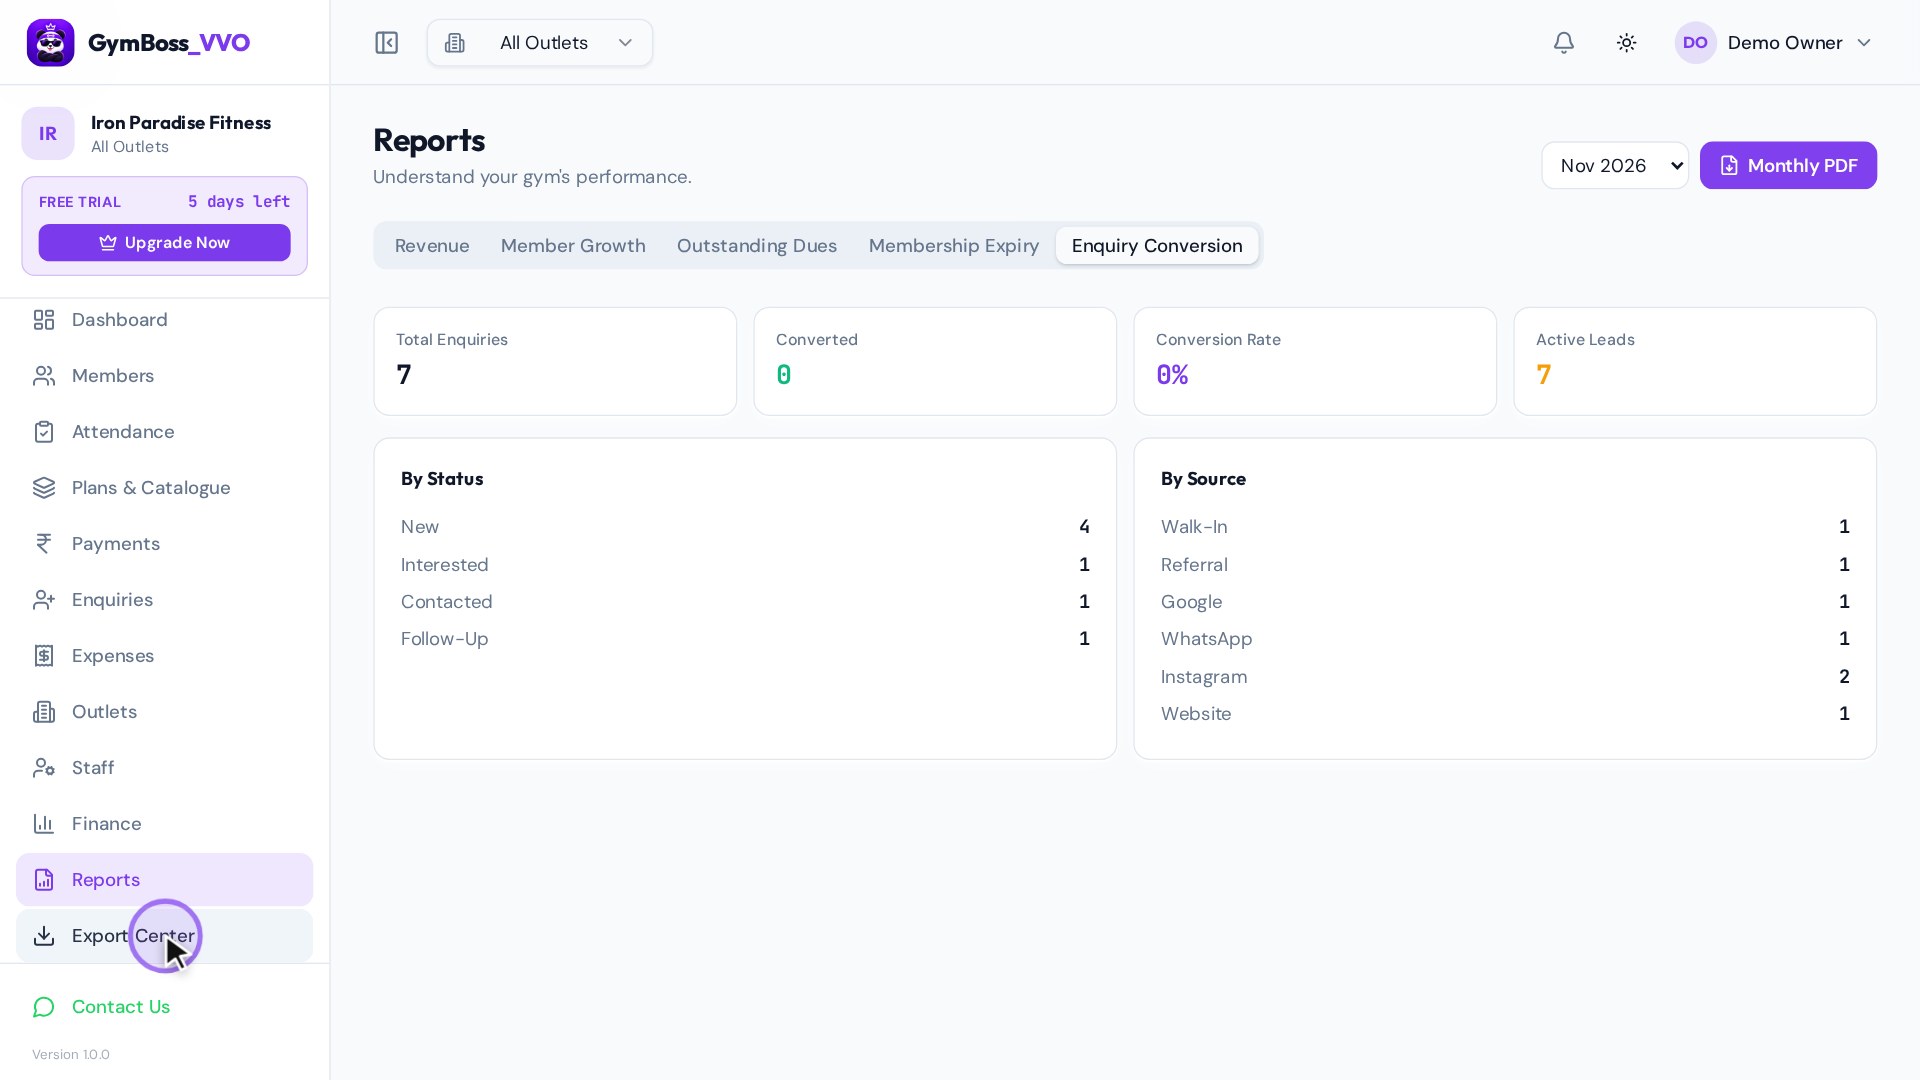 GymBoss_VVO
All Outlets
DO Demo Owner
IR
Iron Paradise Fitness
All Outlets
FREE TRIAL 5 days left
Upgrade Now
Dashboard
Members
Attendance
Plans & Catalogue
Payments
Enquiries
Expenses
Outlets
Staff
Finance
Reports
Export Center
Contact Us
Version 1.0.0
Reports
Understand your gym's performance.
Nov 2026
Monthly PDF
Revenue Member Growth Outstanding Dues Membership Expiry Enquiry Conversion
Total Enquiries
7
Converted
0
Conversion Rate
0%
Active Leads
7
By Status
New 4
Interested 1
Contacted 1
Follow-Up 1
By Source
Walk-In 1
Referral 1
Google 1
WhatsApp 1
Instagram 2
Website 1